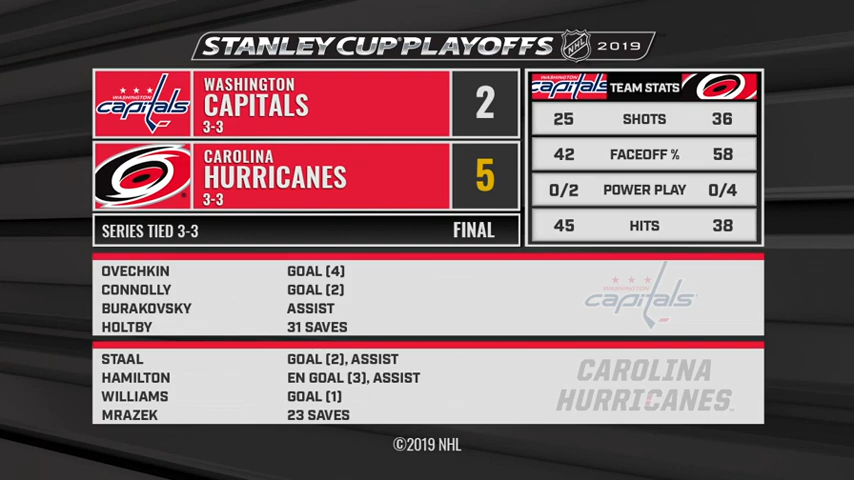 STANLEY CUP PLAYOFFS NHL 2019
WASHINGTON capitals
WASHINGTON
CAPITALS
3-3
2
CAROLINA
HURRICANES
3-3
5
SERIES TIED 3-3 FINAL
WASHINGTON capitals TEAM STATS
25 SHOTS 36
42 FACEOFF % 58
0/2 POWER PLAY 0/4
45 HITS 38
OVECHKIN GOAL (4)
CONNOLLY GOAL (2)
BURAKOVSKY ASSIST
HOLTBY 31 SAVES
WASHINGTON
capitals
STAAL GOAL (2), ASSIST
HAMILTON EN GOAL (3), ASSIST
WILLIAMS GOAL (1)
MRAZEK 23 SAVES
CAROLINA
HURRICANES
©2019 NHL